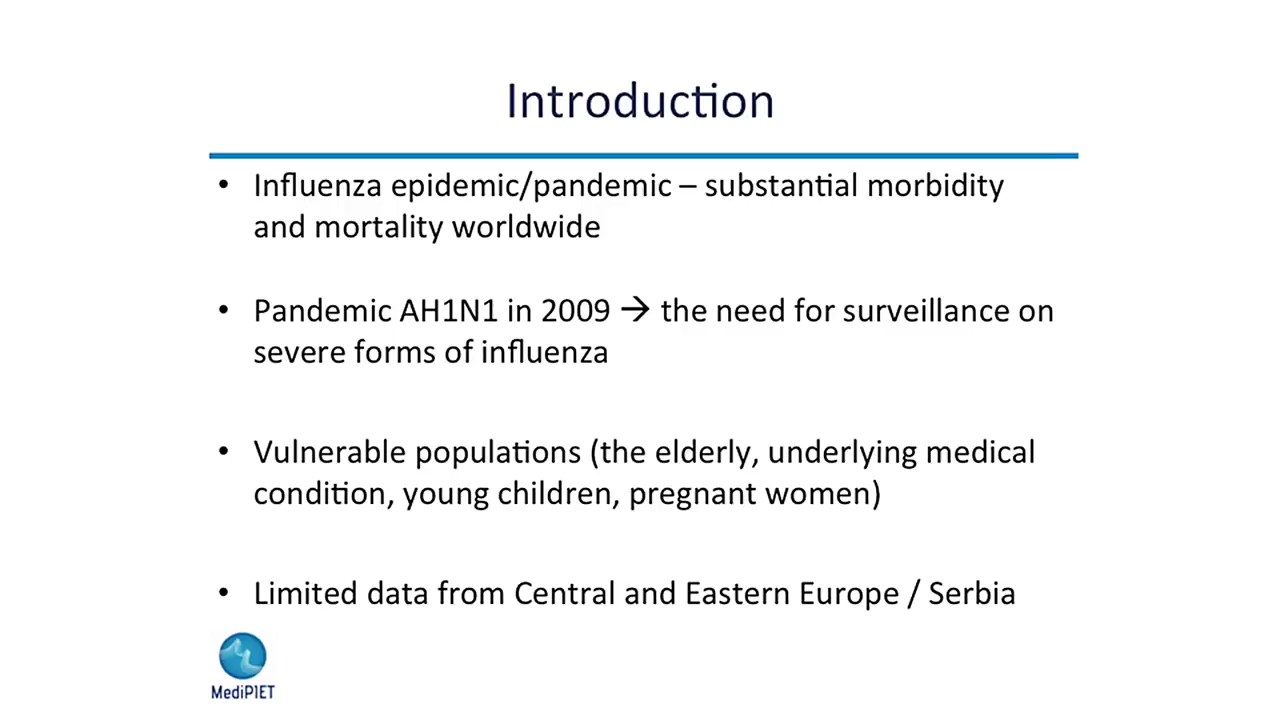 Introduction
• Influenza epidemic/pandemic – substantial morbidity
and mortality worldwide
• Pandemic AH1N1 in 2009 → the need for surveillance on
severe forms of influenza
• Vulnerable populations (the elderly, underlying medical
condition, young children, pregnant women)
• Limited data from Central and Eastern Europe / Serbia
MediPIET